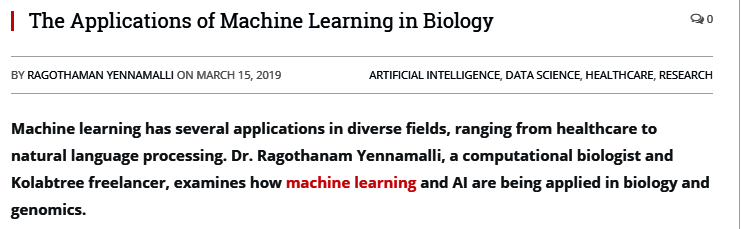 The Applications of Machine Learning in Biology
0
BY RAGOTHAMAN YENNAMALLI ON MARCH 15, 2019
ARTIFICIAL INTELLIGENCE, DATA SCIENCE, HEALTHCARE, RESEARCH
Machine learning has several applications in diverse fields, ranging from healthcare to
natural language processing. Dr. Ragothanam Yennamalli, a computational biologist and
Kolabtree freelancer, examines how machine learning and AI are being applied in biology and
genomics.